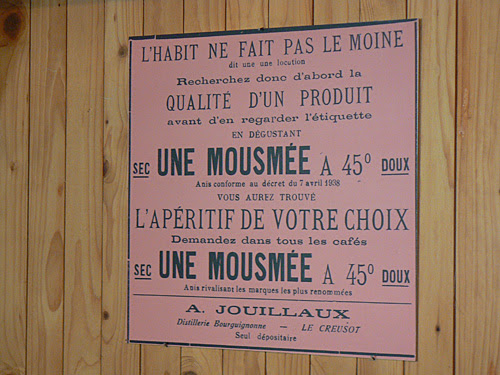 L'HABIT NE FAIT PAS LE MOINE
dit une une locution
Recherchez donc d'abord la
QUALITÉ D'UN PRODUIT
avant d'en regarder l'étiquette
EN DÉGUSTANT
SEC UNE MOUSMÉE A 45° DOUX
Anis conforme au décret du 7 avril 1938
VOUS AUREZ TROUVÉ
L'APÉRITIF DE VOTRE CHOIX
Demandez dans tous les cafés
SEC UNE MOUSMÉE A 45° DOUX
Anis rivalisant les marques les plus renommées
A. JOUILLAUX
Distillerie Bourguignonne — LE CREUSOT
Seul dépositaire